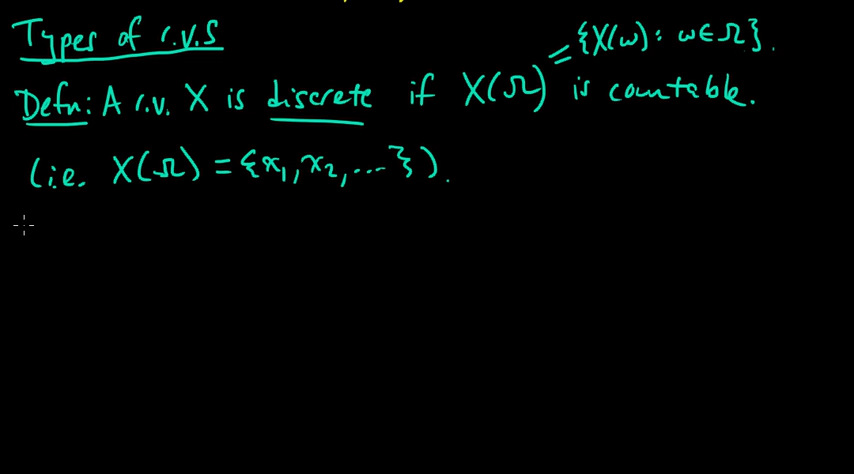 Types of r.v.s
= {X(ω): ω∈Ω}.
Defn: A r.v. X is discrete if X(Ω) is countable.
(i.e. X(Ω) = {x₁, x₂, ...}).